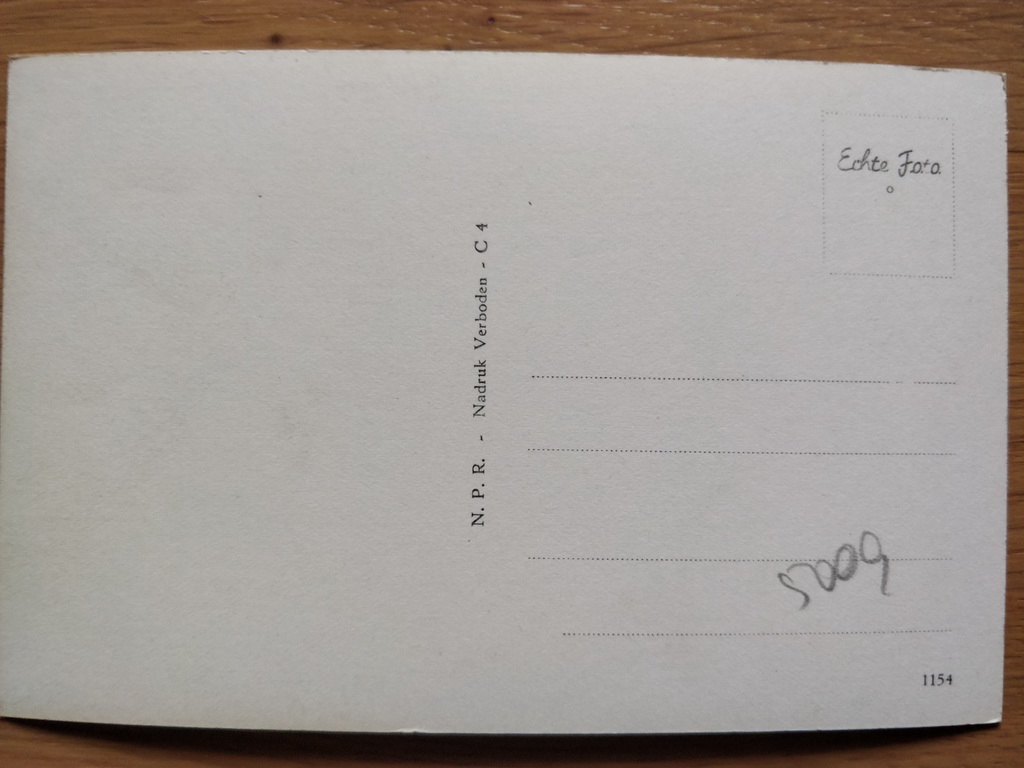 Echte Foto
N. P. R. - Nadruk Verboden - C 4
5009
1154